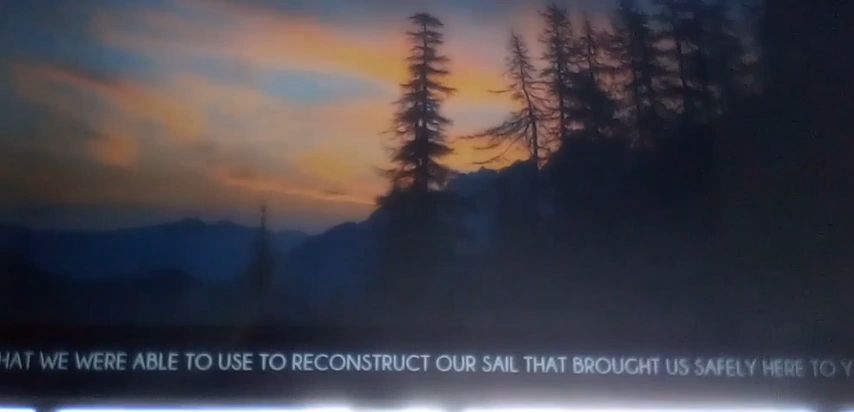 HAT WE WERE ABLE TO USE TO RECONSTRUCT OUR SAIL THAT BROUGHT US SAFELY HERE TO Y